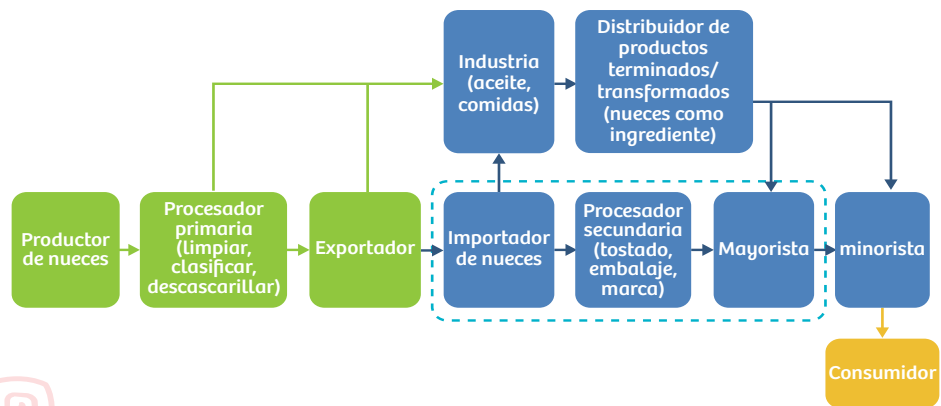 Industria
(aceite,
comidas)
Distribuidor de
productos
terminados/
transformados
(nueces como
ingrediente)
Productor
de nueces
Procesador
primaria
(limpiar,
clasificar,
descascarillar)
Exportador
Importador
de nueces
Procesador
secundaria
(tostado,
embalaje,
marca)
Mayorista
minorista
Consumidor